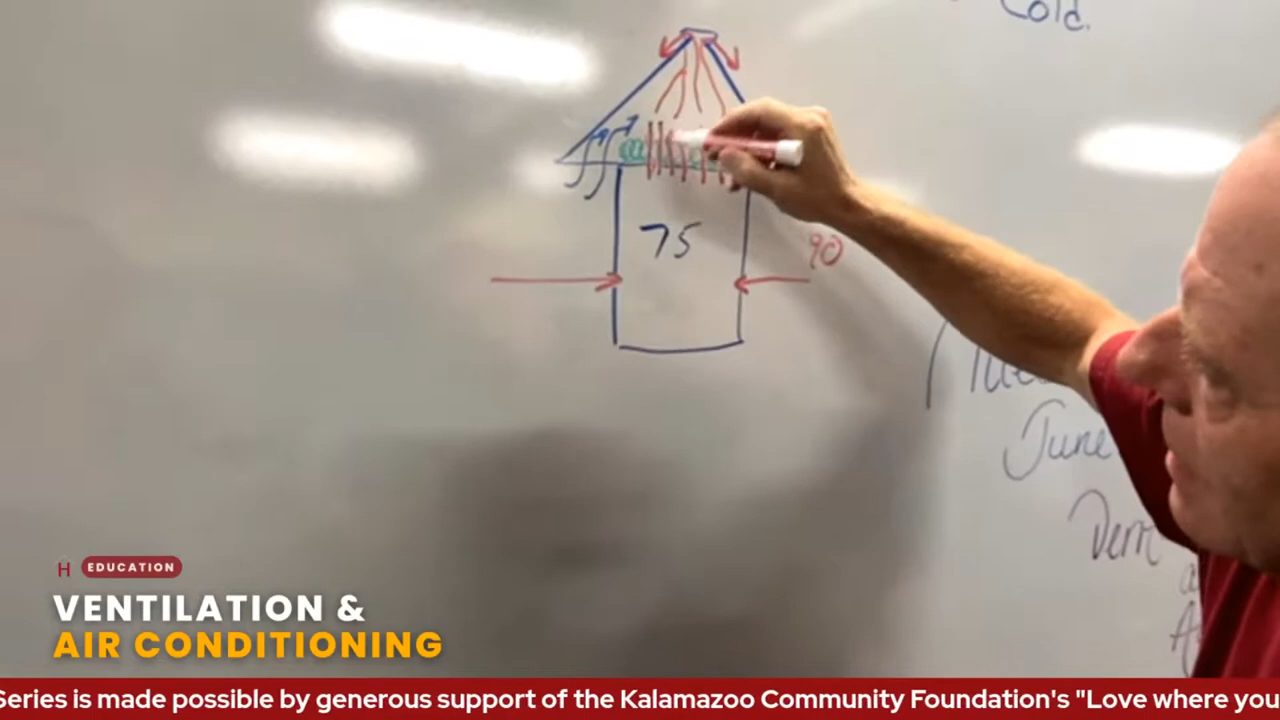 Cold.
75
90
June
H EDUCATION
VENTILATION &
AIR CONDITIONING
Series is made possible by generous support of the Kalamazoo Community Foundation's "Love where you